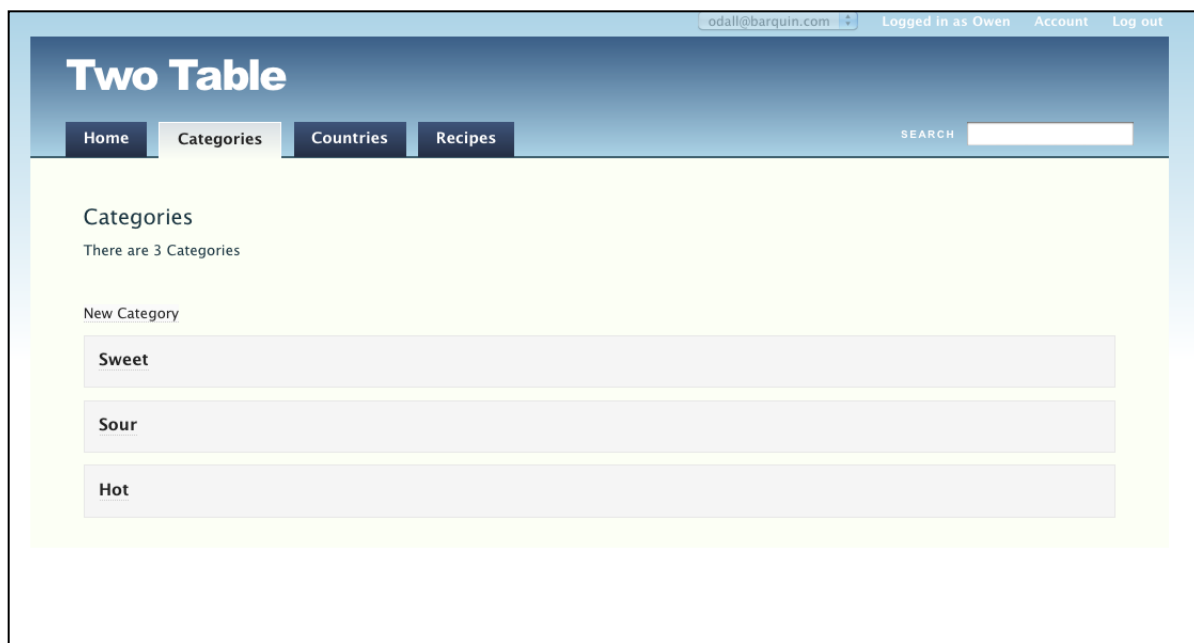 odall@barquin.com Logged in as Owen Account Log out
Two Table
Home Categories Countries Recipes SEARCH
Categories
There are 3 Categories
New Category
Sweet
Sour
Hot